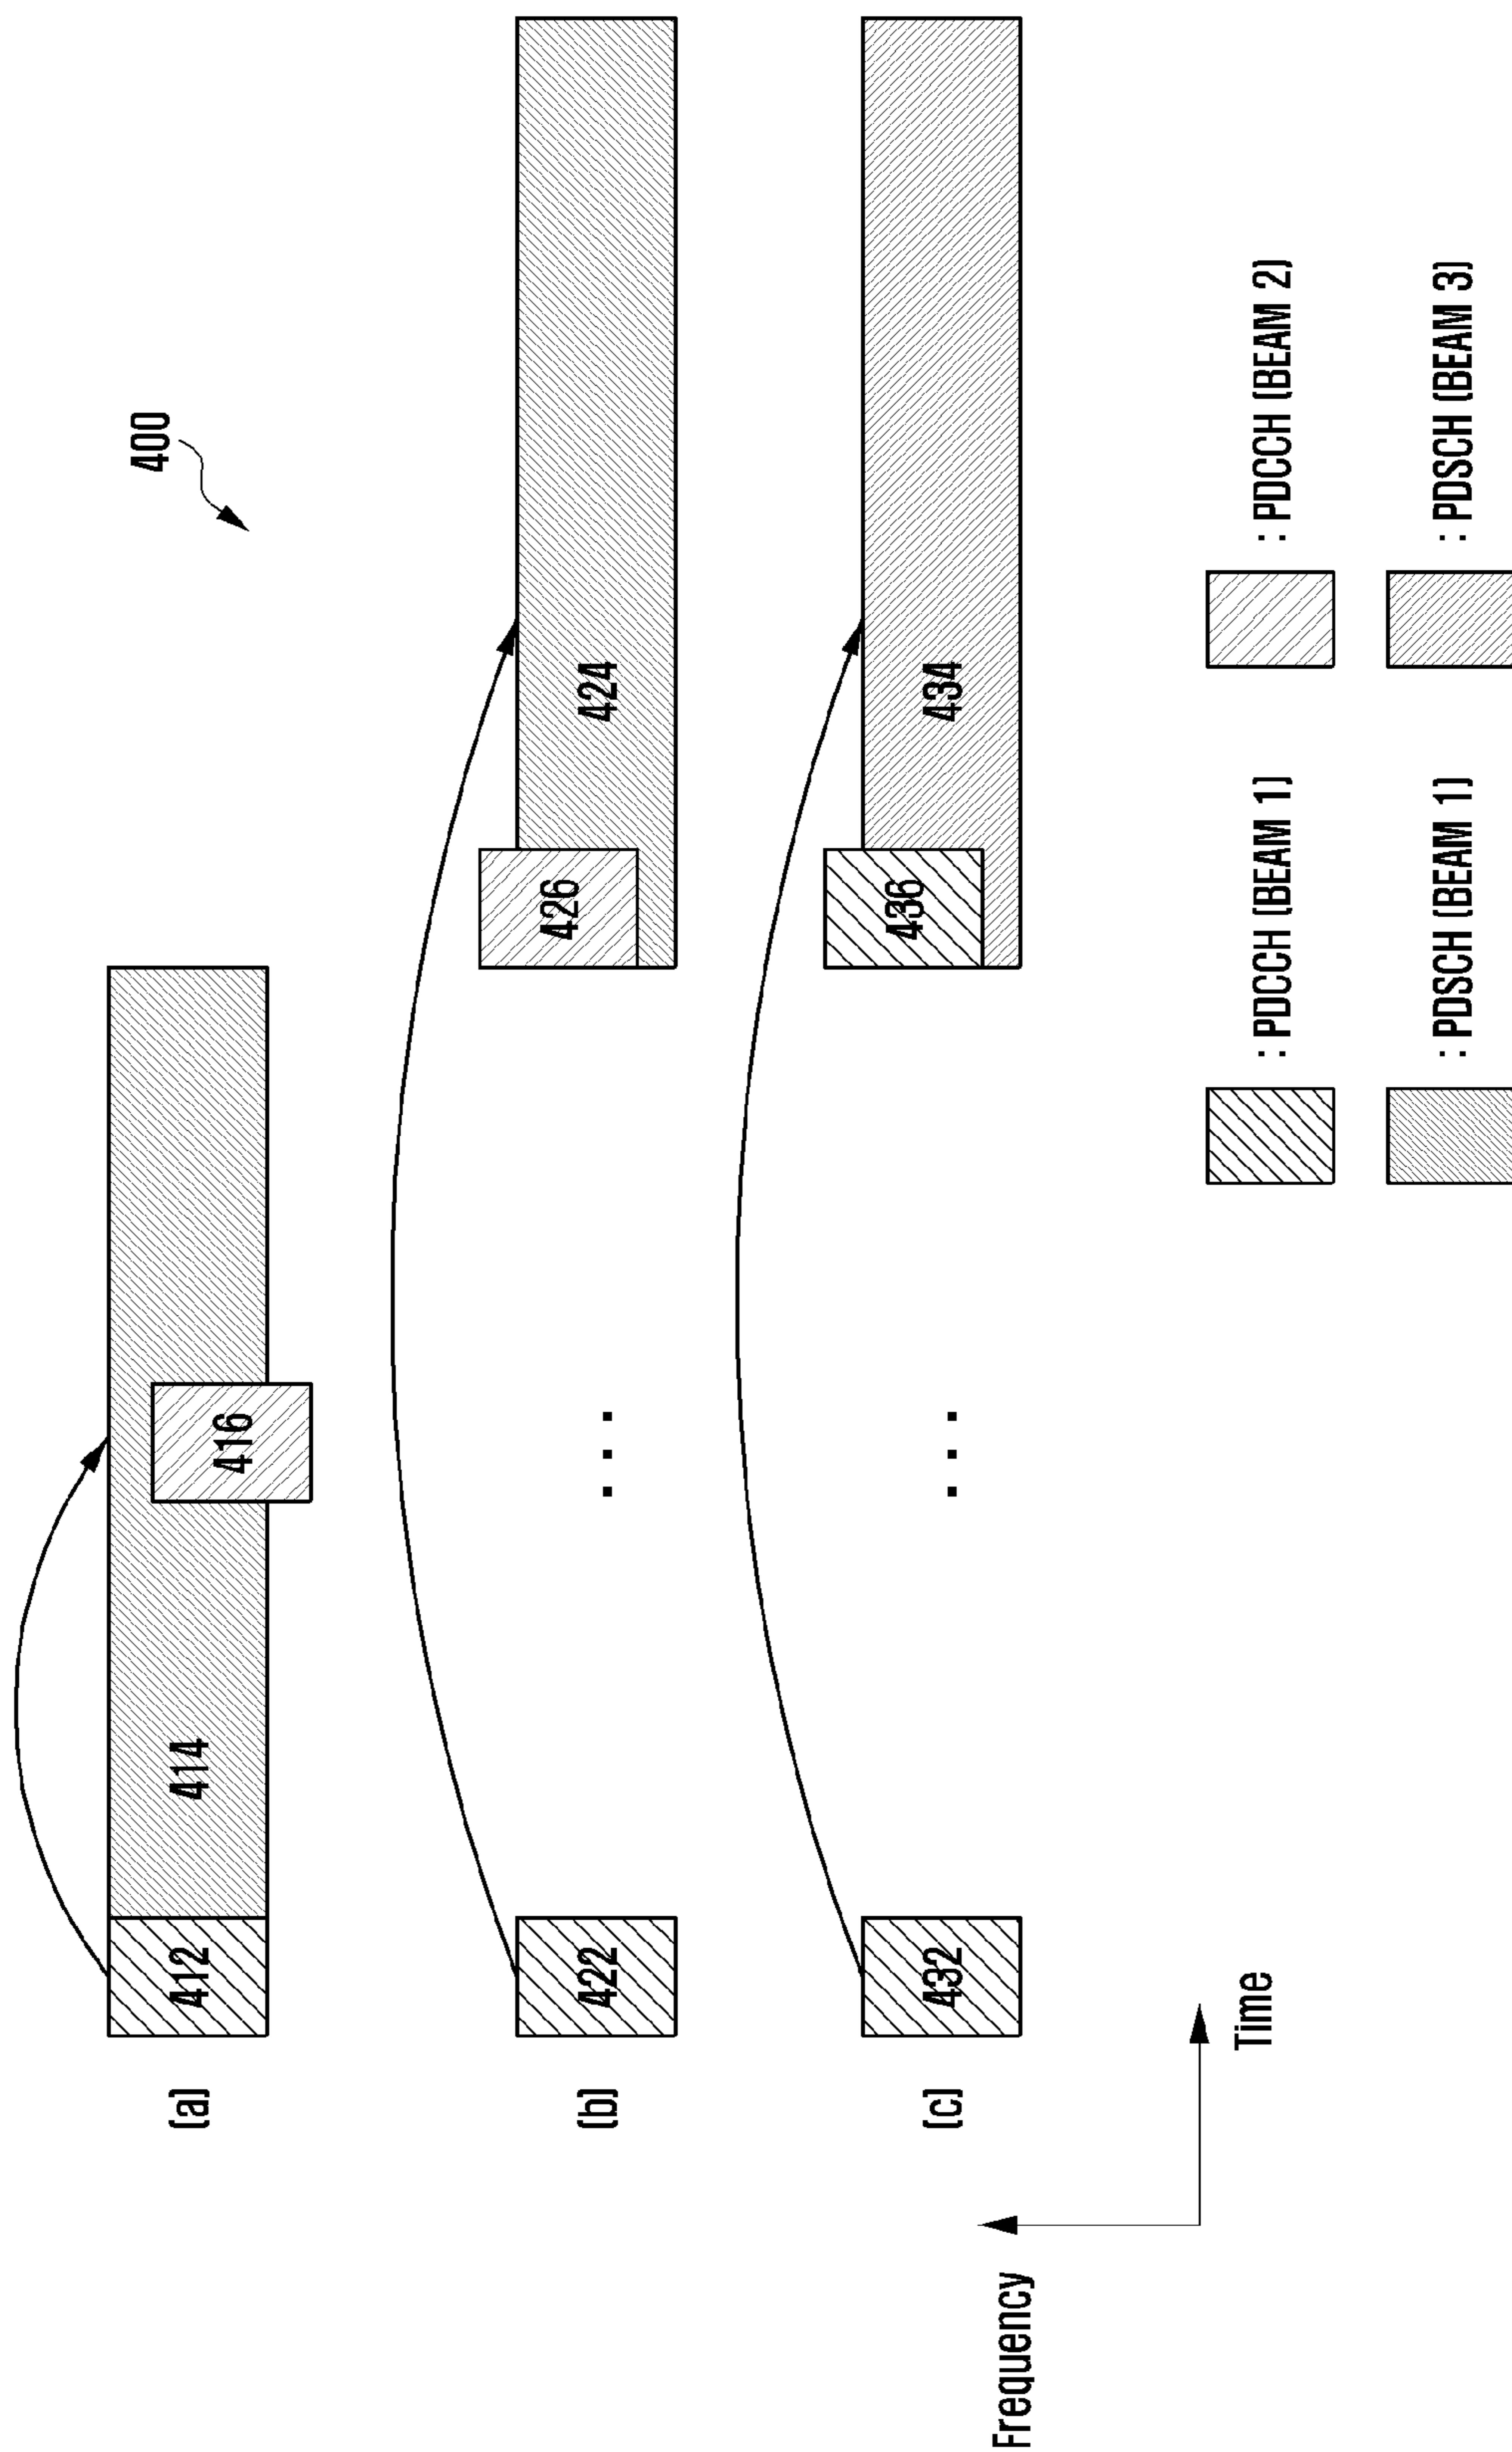 400
(a)
412
414
416
(b)
422
426
424
(c)
432
436
434
Frequency
Time
: PDCCH (BEAM 1)
: PDCCH (BEAM 2)
: PDSCH (BEAM 1)
: PDSCH (BEAM 3)